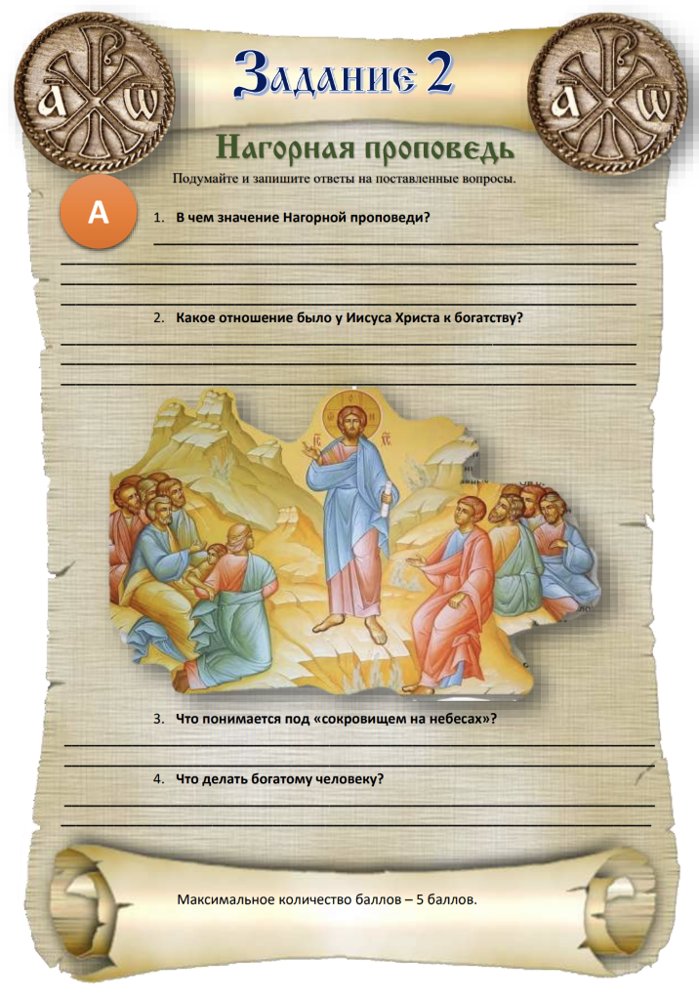 Задание 2
Нагорная проповедь
Подумайте и запишите ответы на поставленные вопросы.
А
1. В чем значение Нагорной проповеди?
2. Какое отношение было у Иисуса Христа к богатству?
3. Что понимается под «сокровищем на небесах»?
4. Что делать богатому человеку?
Максимальное количество баллов – 5 баллов.